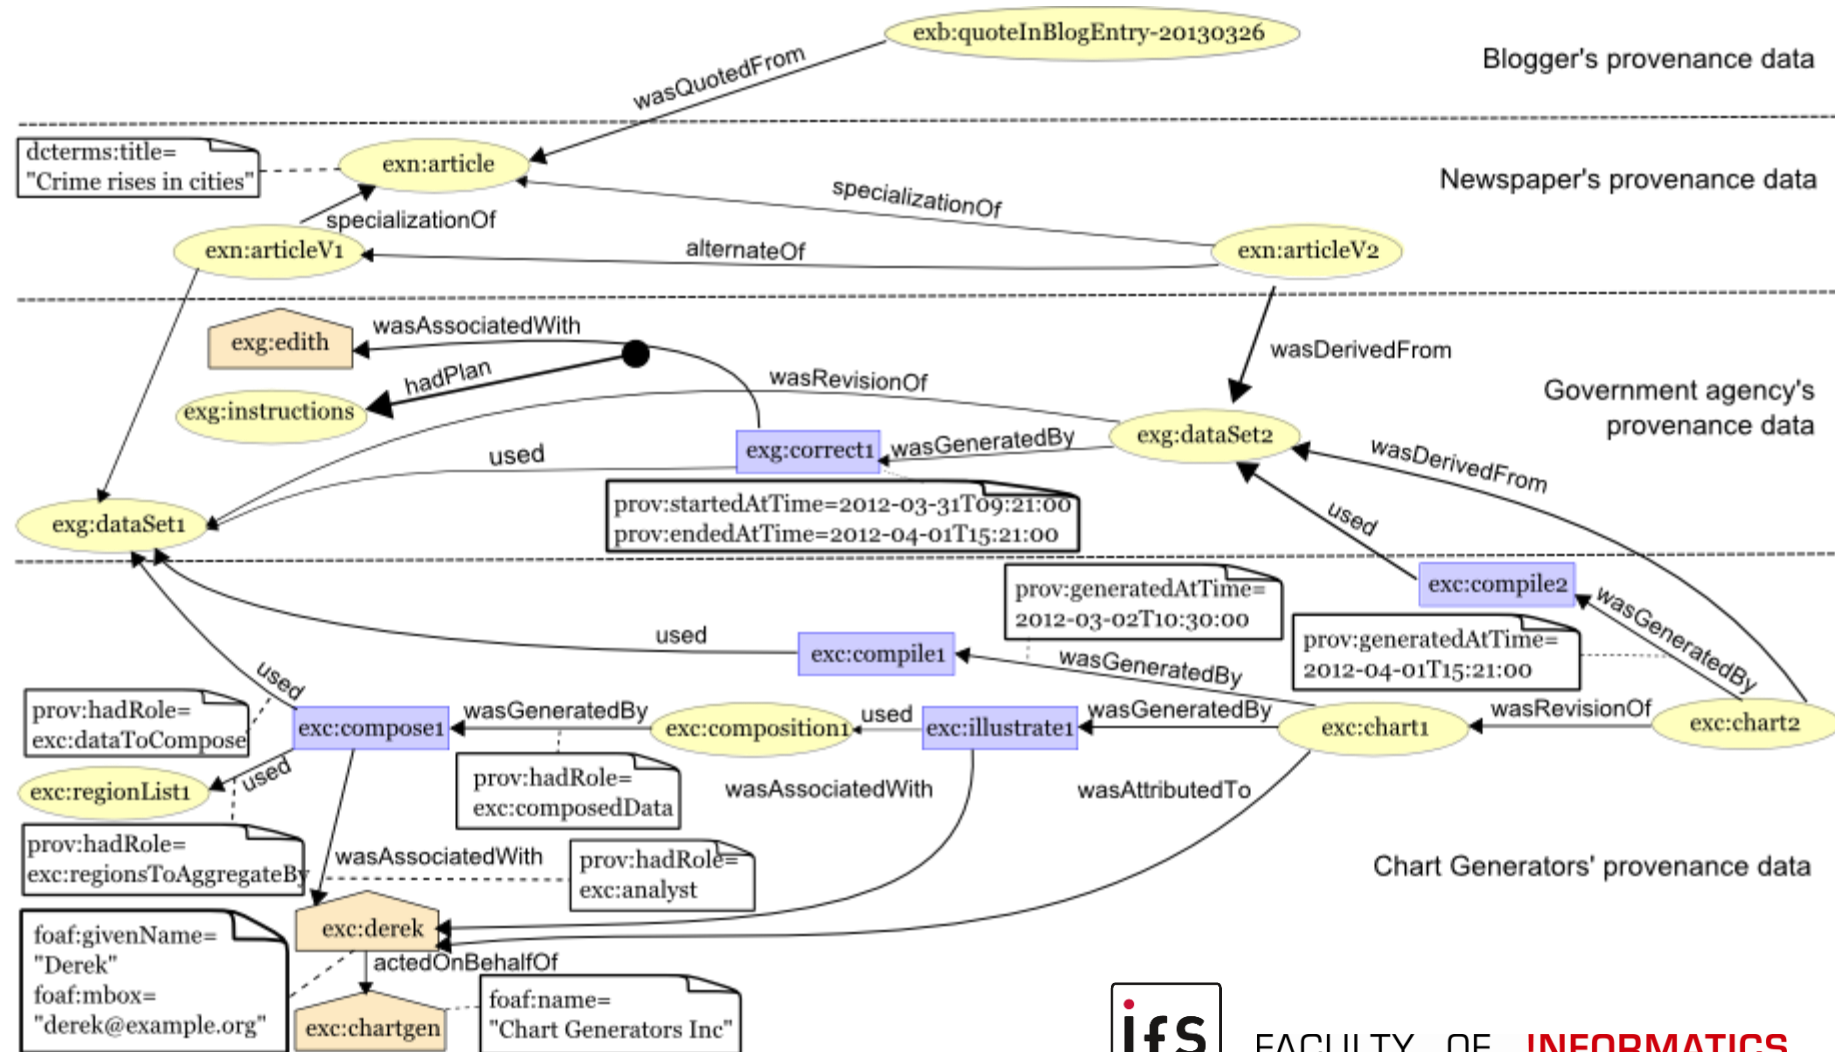 exb:quoteInBlogEntry-20130326
Blogger's provenance data
wasQuotedFrom
dcterms:title=
"Crime rises in cities"
exn:article
Newspaper's provenance data
specializationOf
specializationOf
exn:articleV1
alternateOf
exn:articleV2
exg:edith
wasAssociatedWith
wasDerivedFrom
hadPlan
wasRevisionOf
Government agency's
provenance data
exg:instructions
exg:correct1
wasGeneratedBy
exg:dataSet2
wasDerivedFrom
used
prov:startedAtTime=2012-03-31T09:21:00
prov:endedAtTime=2012-04-01T15:21:00
used
exg:dataSet1
prov:generatedAtTime=
2012-03-02T10:30:00
exc:compile2
wasGeneratedBy
used
exc:compile1
wasGeneratedBy
prov:generatedAtTime=
2012-04-01T15:21:00
used
prov:hadRole=
exc:dataToCompose
exc:compose1
wasGeneratedBy
exc:composition1
used
exc:illustrate1
wasGeneratedBy
exc:chart1
wasRevisionOf
exc:chart2
exc:regionList1
used
prov:hadRole=
exc:composedData
wasAssociatedWith
wasAttributedTo
prov:hadRole=
exc:regionsToAggregateBy
wasAssociatedWith
prov:hadRole=
exc:analyst
Chart Generators' provenance data
foaf:givenName=
"Derek"
foaf:mbox=
"derek@example.org"
exc:derek
actedOnBehalfOf
exc:chartgen
foaf:name=
"Chart Generators Inc"
ifs
FACULTY OF INFORMATICS